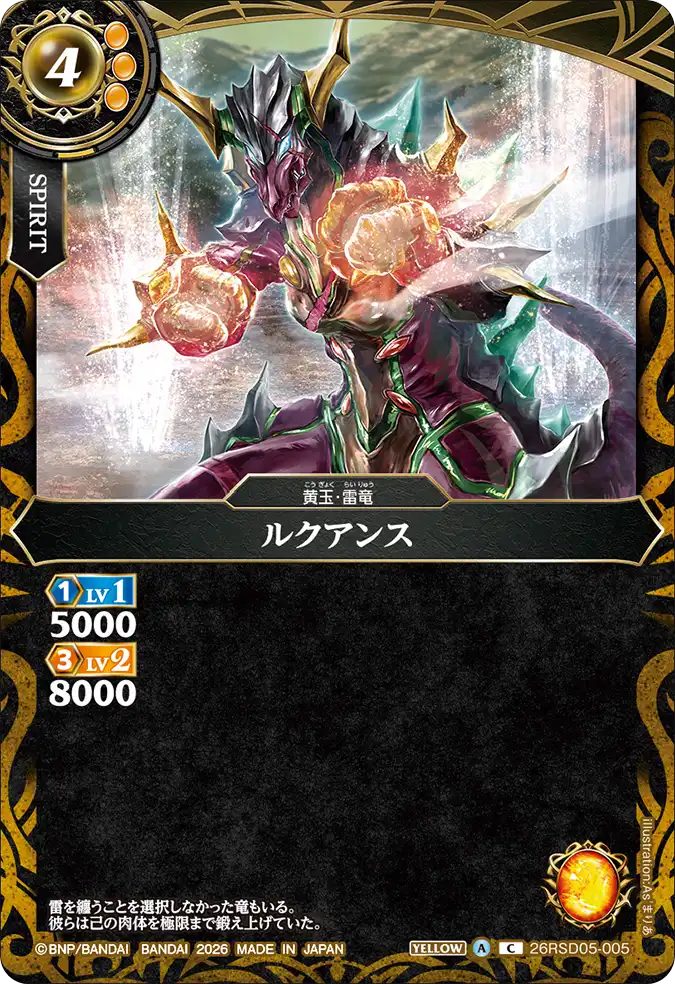 4
SPIRIT
こうぎょく らいりゅう
黄玉・雷竜
ルクアンス
1 LV1
5000
3 LV2
8000
illustration:As まりあ
雷を纏うことを選択しなかった竜もいる。
彼らは己の肉体を極限まで鍛え上げていた。
©BNP/BANDAI BANDAI 2026 MADE IN JAPAN YELLOW A C 26RSD05-005